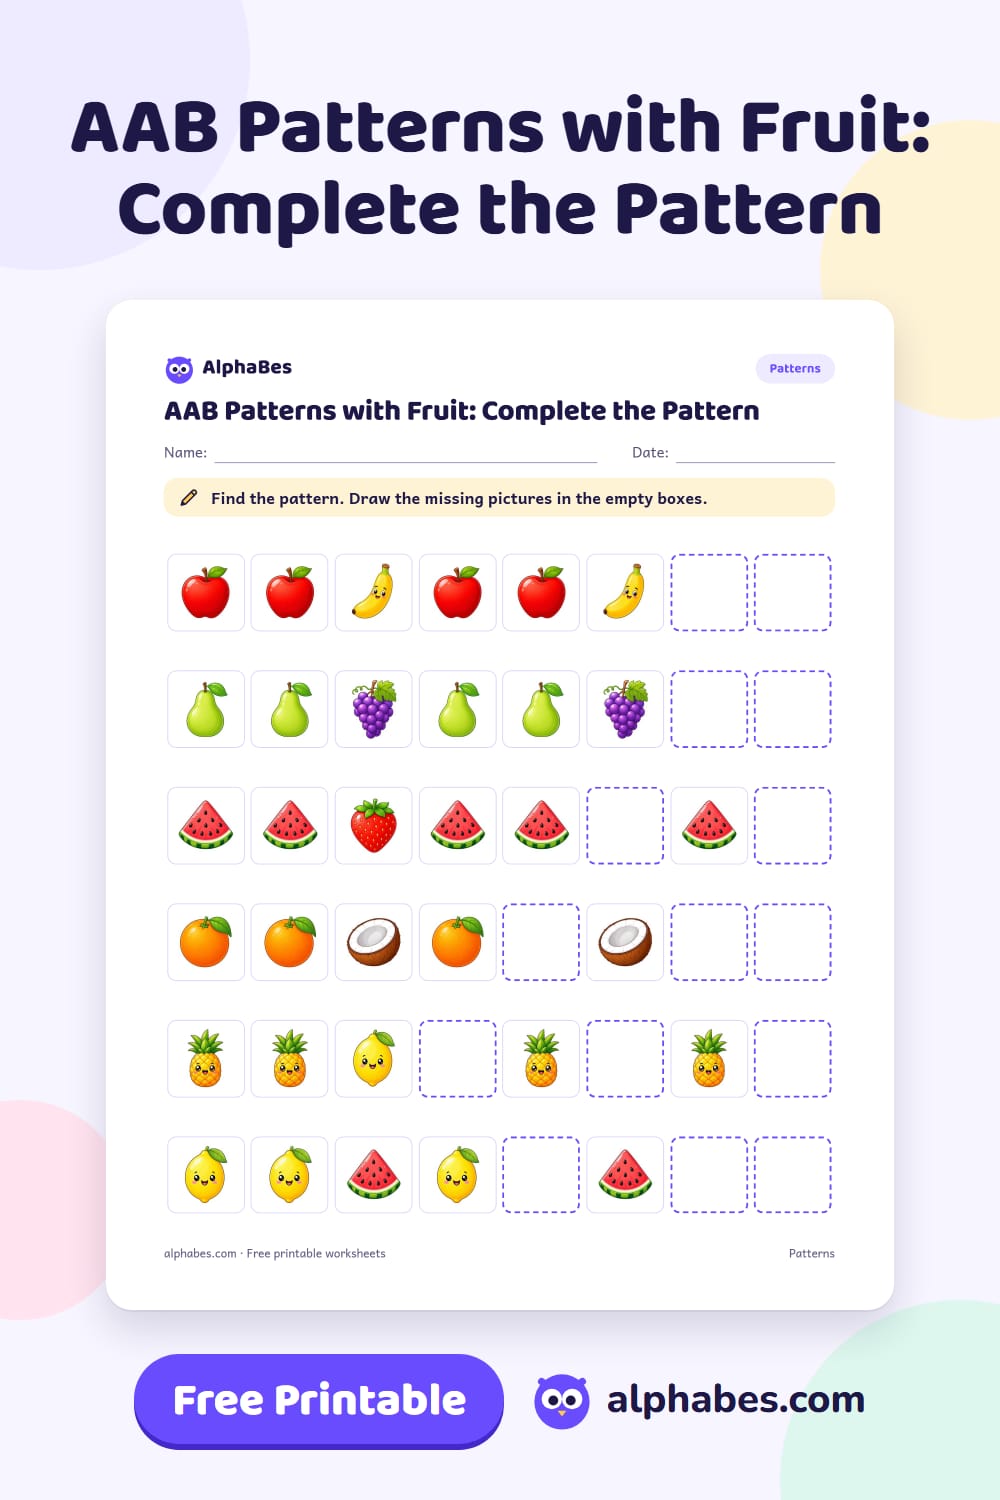 AAB Patterns with Fruit:
Complete the Pattern
AlphaBes
Patterns
AAB Patterns with Fruit: Complete the Pattern
Name:
Date:
Find the pattern. Draw the missing pictures in the empty boxes.
alphabes.com · Free printable worksheets
Patterns
Free Printable
alphabes.com